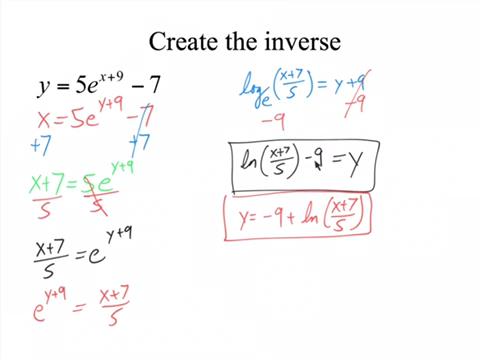 Create the inverse
y = 5e^(x+9) − 7
x = 5e^(y+9) − 7
+7 +7
(x+7)/5 = 5e^(y+9)/5
(x+7)/5 = e^(y+9)
e^(y+9) = (x+7)/5
log_e((x+7)/5) = y+9
−9 −9
ln((x+7)/5) − 9 = y
y = −9 + ln((x+7)/5)